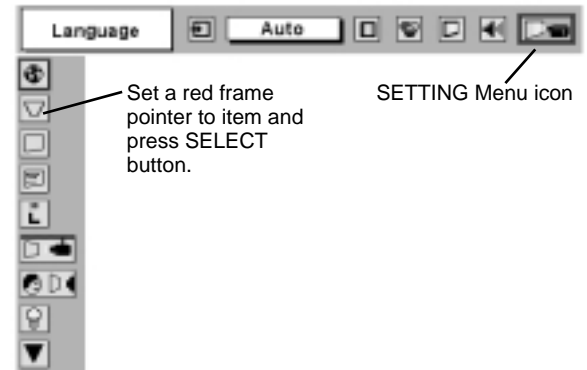 Language
Auto
Set a red frame
pointer to item and
press SELECT
button.
SETTING Menu icon